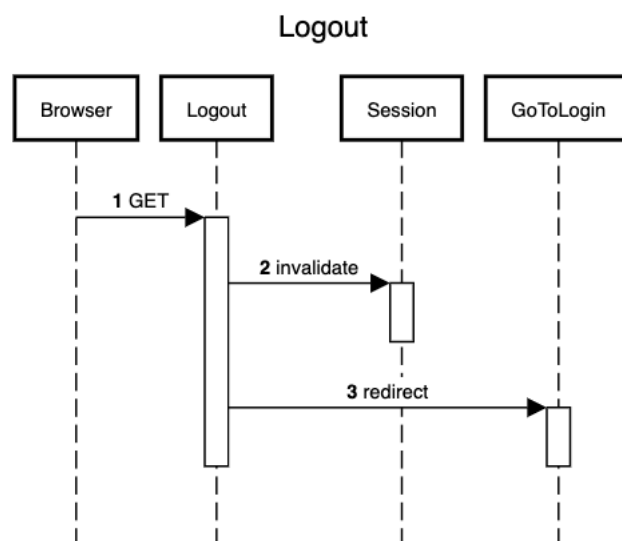 Logout
Browser
Logout
Session
GoToLogin
1 GET
2 invalidate
3 redirect